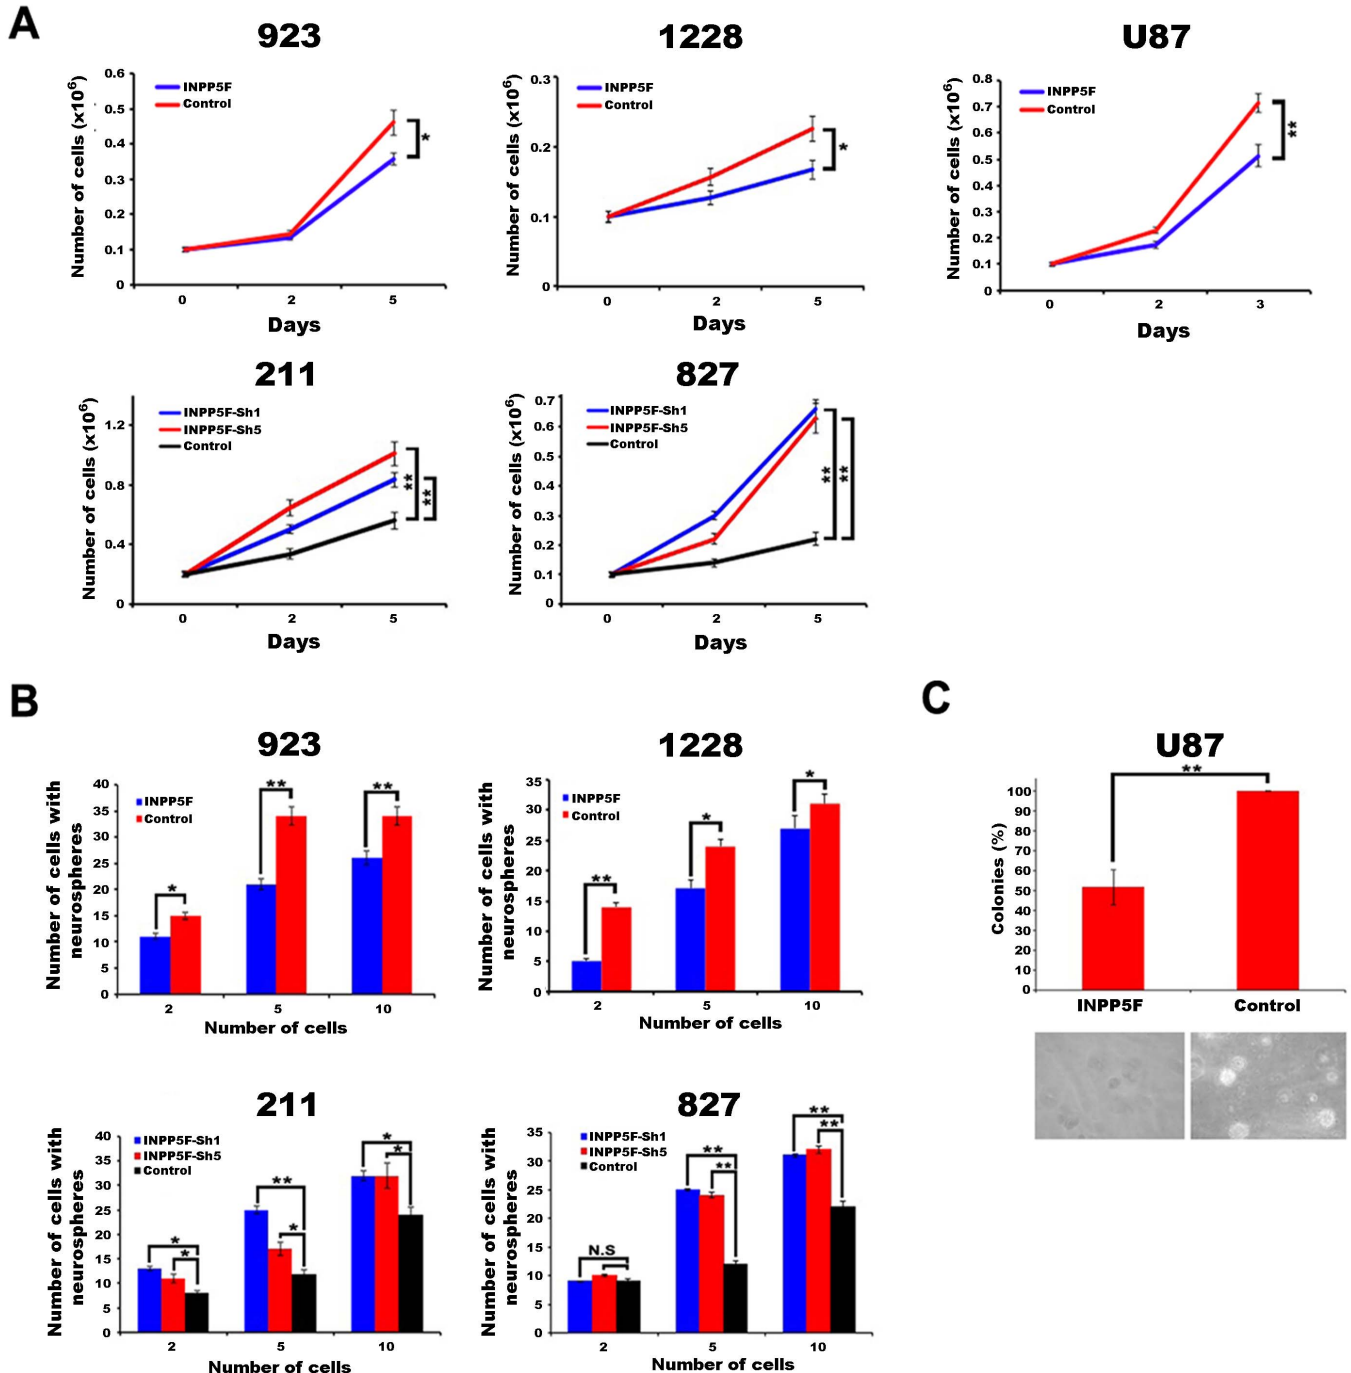 A
923
Number of cells (x10⁶)
0.6
0.5
0.4
0.3
0.2
0.1
0
INPP5F
Control
*
0 2 5
Days
1228
Number of cells (x10⁶)
0.3
0.2
0.1
0
INPP5F
Control
*
0 2 5
Days
U87
Number of cells (x10⁶)
0.8
0.7
0.6
0.5
0.4
0.3
0.2
0.1
0
INPP5F
Control
**
0 2 3
Days
211
Number of cells (x10⁶)
1.2
0.8
0.4
0
INPP5F-Sh1
INPP5F-Sh5
Control
** **
0 2 5
Days
827
Number of cells (x10⁶)
0.7
0.6
0.5
0.4
0.3
0.2
0.1
0
INPP5F-Sh1
INPP5F-Sh5
Control
** **
0 2 5
Days
B
923
Number of cells with
neurospheres
40
35
30
25
20
15
10
5
0
INPP5F
Control
* ** **
2 5 10
Number of cells
1228
Number of cells with
neurospheres
35
30
25
20
15
10
5
0
INPP5F
Control
** * *
2 5 10
Number of cells
211
Number of cells with
neurospheres
40
35
30
25
20
15
10
5
0
INPP5F-Sh1
INPP5F-Sh5
Control
* * ** * * *
2 5 10
Number of cells
827
Number of cells with
neurospheres
35
30
25
20
15
10
5
0
INPP5F-Sh1
INPP5F-Sh5
Control
N.S ** ** ** **
2 5 10
Number of cells
C
U87
**
Colonies (%)
100
90
80
70
60
50
40
30
20
10
0
INPP5F Control